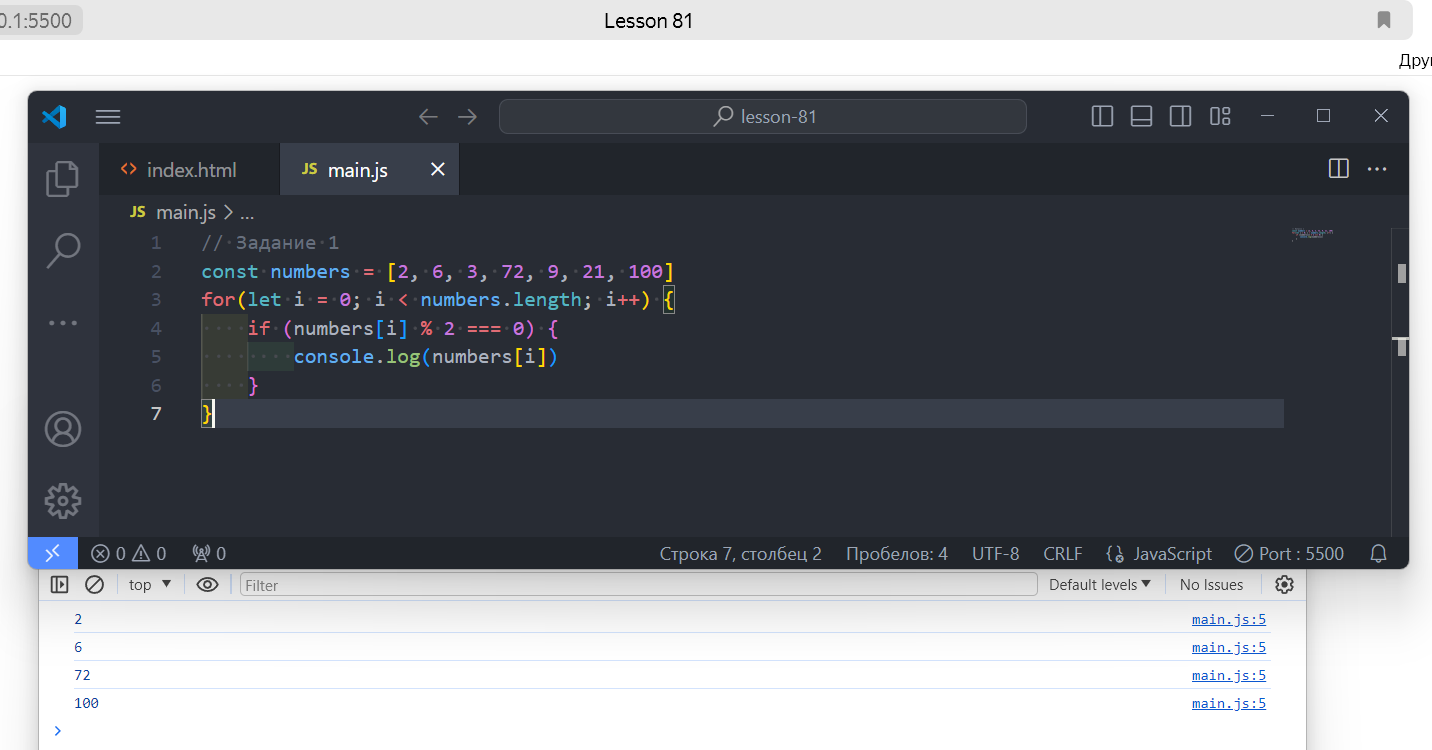 0.1:5500 Lesson 81
Дру
lesson-81
index.html JS main.js
JS main.js > ...
1 // Задание 1
2 const numbers = [2, 6, 3, 72, 9, 21, 100]
3 for(let i = 0; i < numbers.length; i++) {
4 if (numbers[i] % 2 === 0) {
5 console.log(numbers[i])
6 }
7 }
0 0 0 Строка 7, столбец 2 Пробелов: 4 UTF-8 CRLF JavaScript Port : 5500
top Filter Default levels No Issues
2 main.js:5
6 main.js:5
72 main.js:5
100 main.js:5